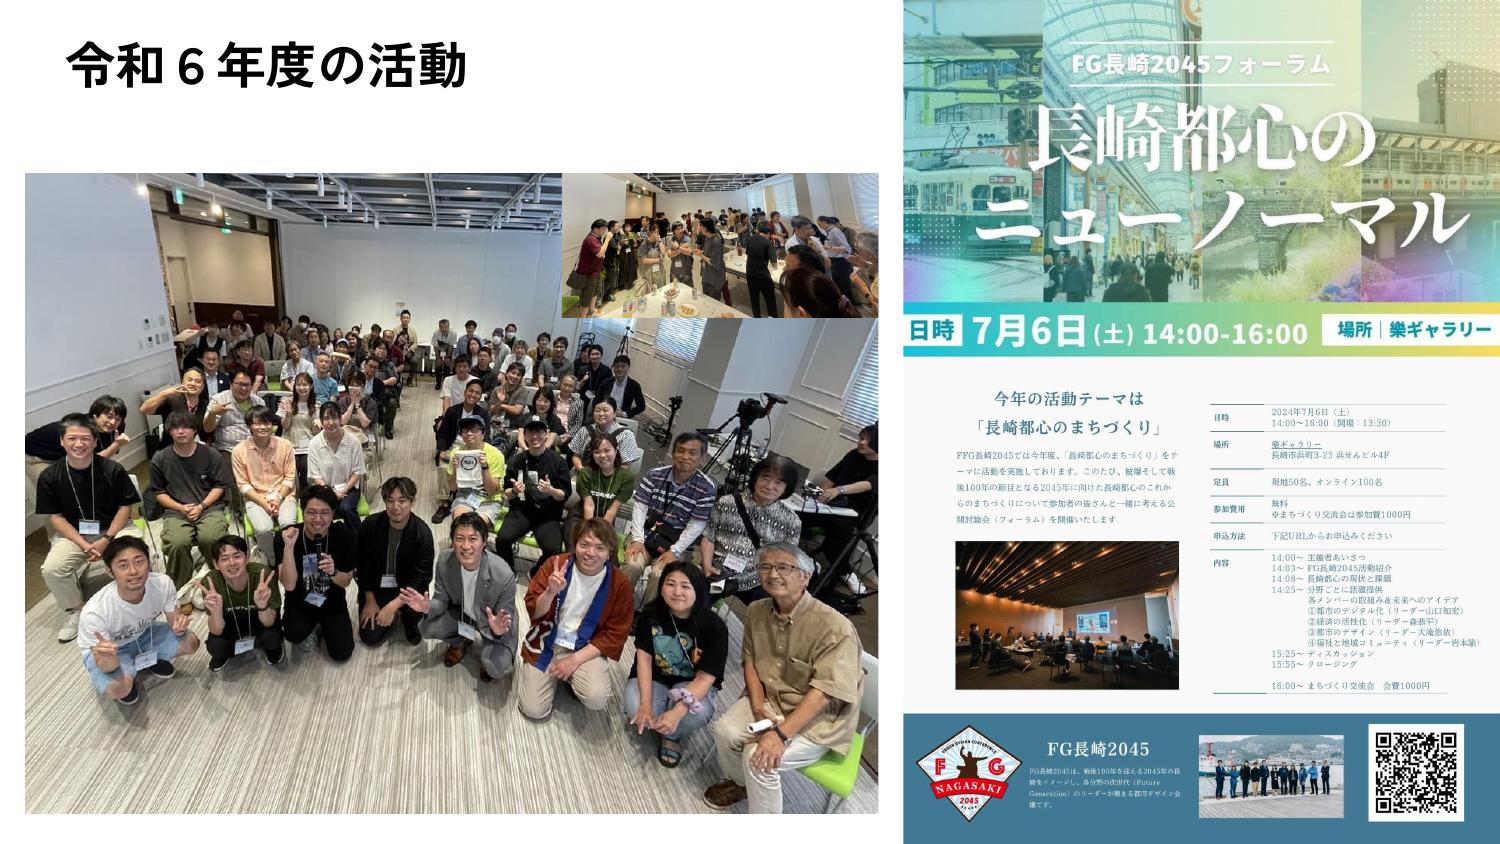 令和６年度の活動
FG長崎2045フォーラム
長崎都心の
ニューノーマル
日時 7月6日(土) 14:00-16:00 場所｜樂ギャラリー
今年の活動テーマは
「長崎都心のまちづくり」
FFG長崎2045では今年度、「長崎都心のまちづくり」をテ
ーマに活動を実施しております。このたび、被爆そして戦
後100年の節目となる2045年に向けた長崎都心のこれか
らのまちづくりについて参加者の皆さんと一緒に考える公
開討論会（フォーラム）を開催いたします.
日時 2024年7月6日（土）
14:00〜16:00（開場：13:30）
場所 樂ギャラリー
長崎市浜町3-23 浜せんビル4F
定員 現地50名、オンライン100名
参加費用 無料
※まちづくり交流会は参加費1000円
申込方法 下記URLからお申込みください
内容 14:00〜 主催者あいさつ
14:03〜 FG長崎2045活動紹介
14:08〜 長崎都心の現状と課題
14:25〜 分野ごとに話題提供
各メンバーの取組み＆未来へのアイデア
①都市のデジタル化（リーダー山口知宏）
②経済の活性化（リーダー森恭平）
③都市のデザイン（リーダー大滝悠依）
④福祉と地域コミュニティ（リーダー岩本諭）
15:25〜 ディスカッション
15:55〜 クロージング
16:00〜 まちづくり交流会　会費1000円
URBAN DESIGN CONFERENCE
F G
NAGASAKI
2045
FG長崎2045
FG長崎2045は、戦後100年を迎える2045年の長
崎をイメージし、各分野の次世代（Future
Generation）のリーダーが集まる都市デザイン会
議です。